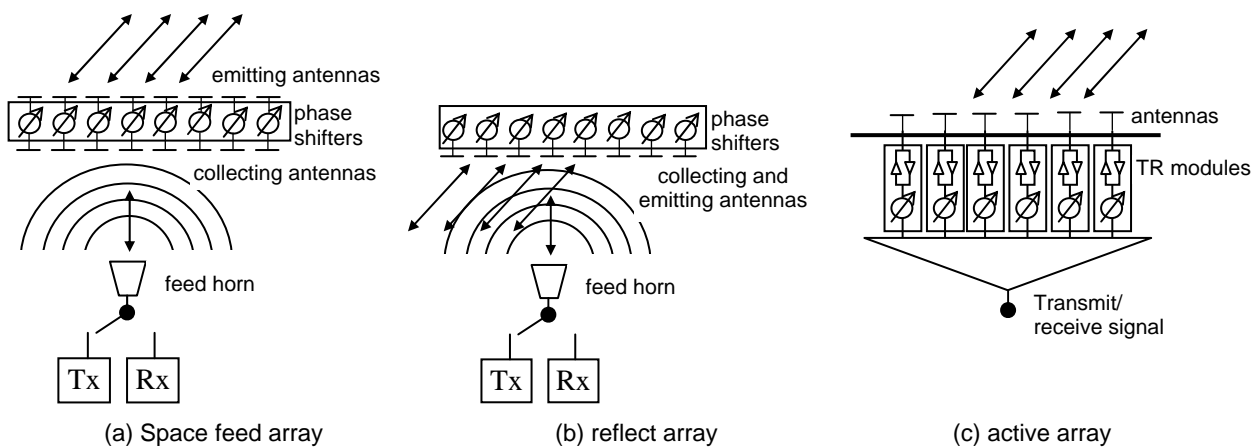 emitting antennas
phase
shifters
collecting antennas
feed horn
Tx
Rx
(a) Space feed array
phase
shifters
collecting and
emitting antennas
feed horn
Tx
Rx
(b) reflect array
antennas
TR modules
Transmit/
receive signal
(c) active array